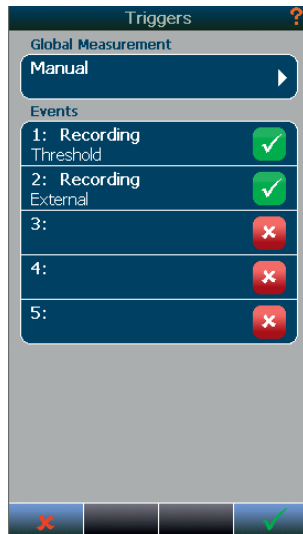 Triggers ?
Global Measurement
Manual
Events
1: Recording
Threshold
2: Recording
External
3:
4:
5: